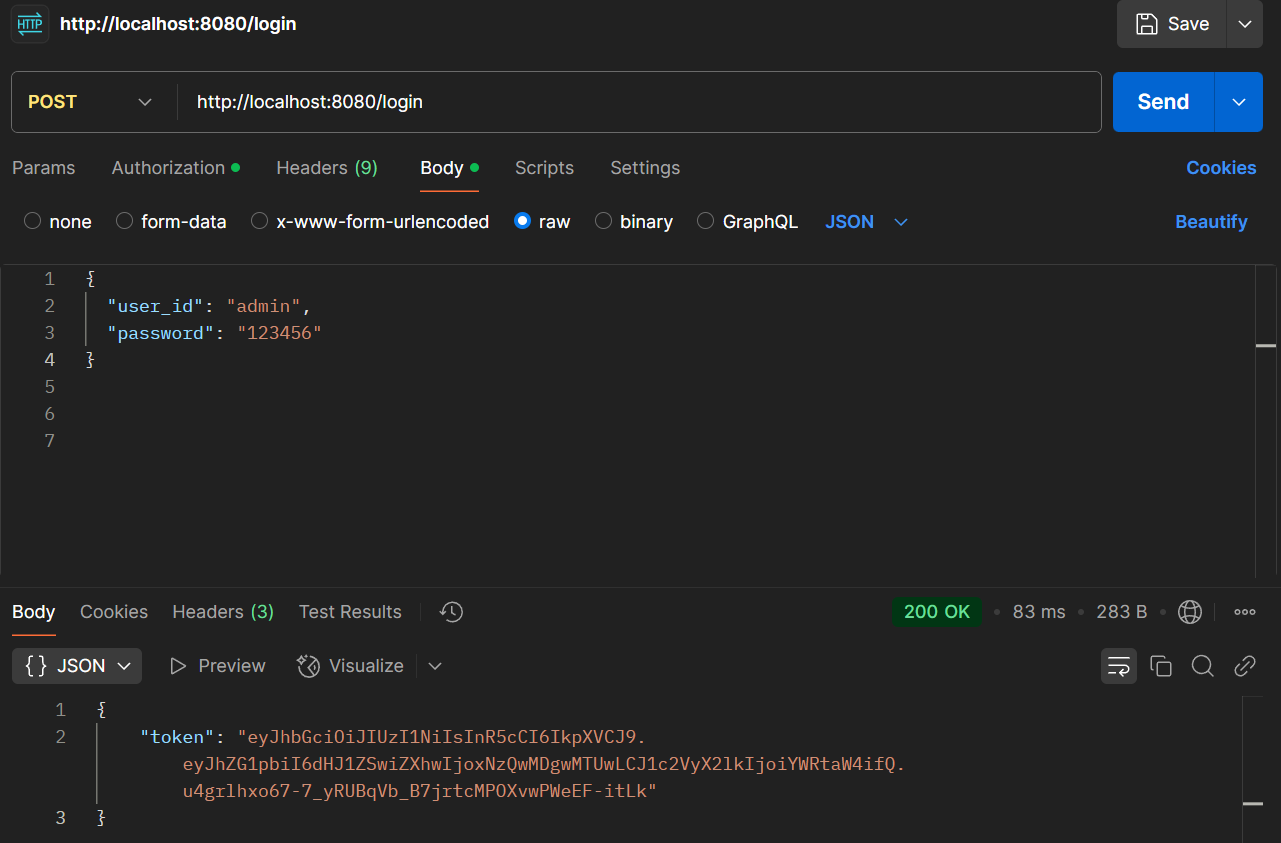 HTTP http://localhost:8080/login Save
POST http://localhost:8080/login Send
Params Authorization Headers (9) Body Scripts Settings Cookies
none form-data x-www-form-urlencoded raw binary GraphQL JSON Beautify
1 {
2 "user_id": "admin",
3 "password": "123456"
4 }
5
6
7
Body Cookies Headers (3) Test Results 200 OK • 83 ms • 283 B •
{} JSON Preview Visualize
1 {
2 "token": "eyJhbGciOiJIUzI1NiIsInR5cCI6IkpXVCJ9.
eyJhZG1pbiI6dHJ1ZSwiZXhwIjoxNzQwMDgwMTUwLCJ1c2VyX2lkIjoiYWRtaW4ifQ.
u4grlhxo67-7_yRUBqVb_B7jrtcMPOXvwPWeEF-itLk"
3 }